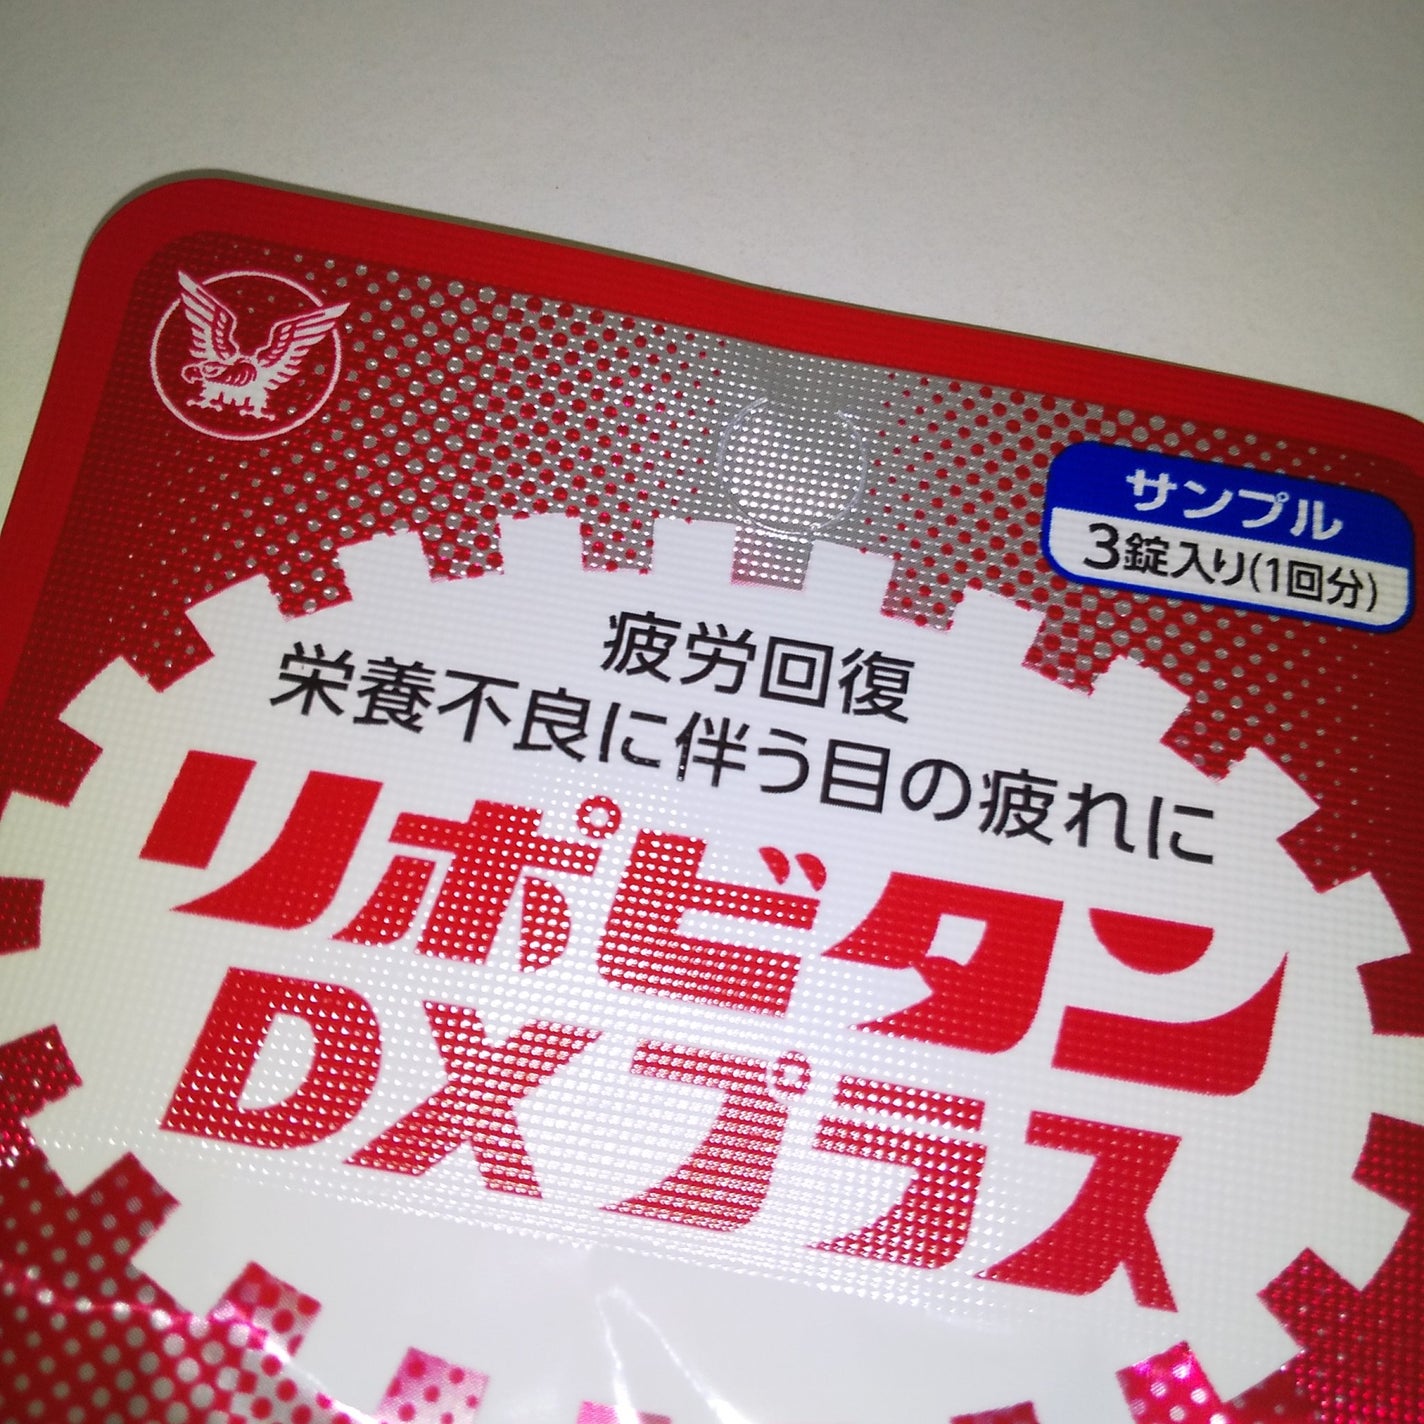 サンプル
3錠入り(1回分)
疲労回復
栄養不良に伴う目の疲れに
リポビタン
DXプラス